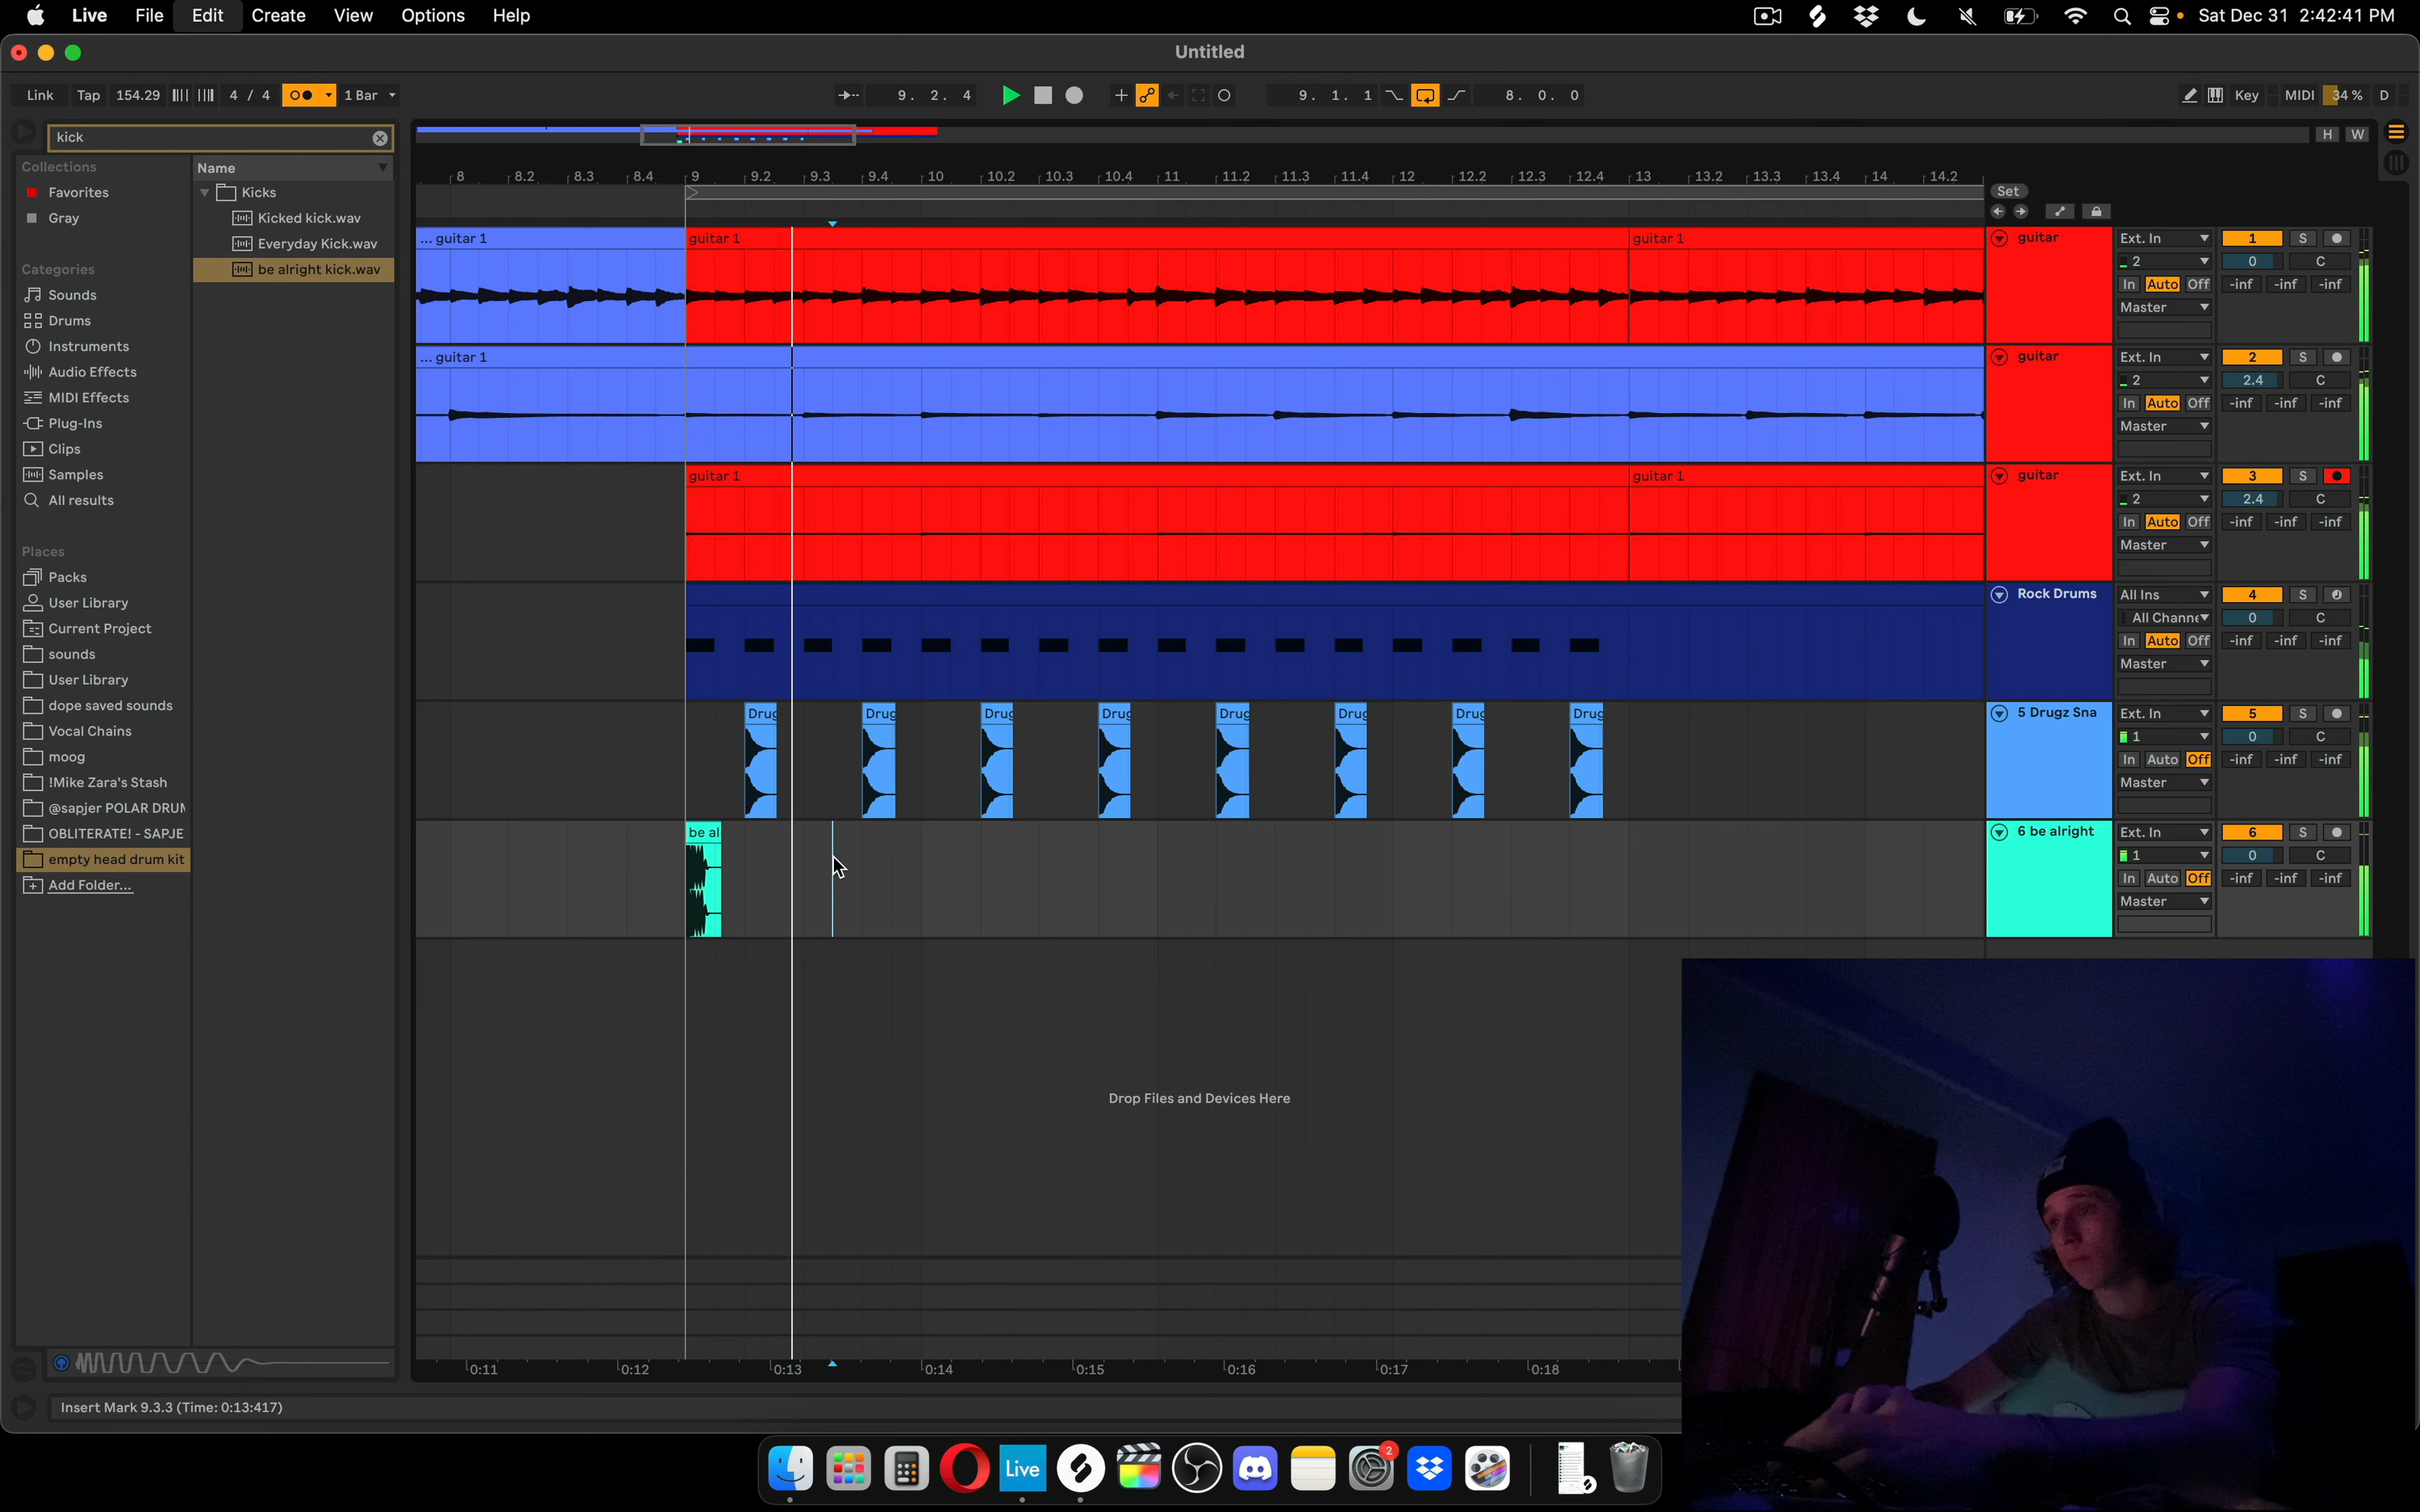 Live File Edit Create View Options Help Sat Dec 31 2:42:41 PM
Untitled
Link Tap 154.29 4 / 4 1 Bar 9. 2. 4 9. 1. 1 8. 0. 0 Key MIDI 34 % D
kick
H W
Collections
Favorites
Gray
Categories
Sounds
Drums
Instruments
Audio Effects
MIDI Effects
Plug-Ins
Clips
Samples
All results
Places
Packs
User Library
Current Project
sounds
User Library
dope saved sounds
Vocal Chains
moog
!Mike Zara's Stash
@sapjer POLAR DRUM
OBLITERATE! - SAPJE
empty head drum kit
Add Folder...
Name
Kicks
Kicked kick.wav
Everyday Kick.wav
be alright kick.wav
8 8.2 8.3 8.4 9 9.2 9.3 9.4 10 10.2 10.3 10.4 11 11.2 11.3 11.4 12 12.2 12.3 12.4 13 13.2 13.3 13.4 14 14.2
Set
... guitar 1 guitar 1 guitar 1 guitar Ext. In 1 S
2 0 C
In Auto Off -inf -inf -inf
Master
... guitar 1 guitar Ext. In 2 S
2 2.4 C
In Auto Off -inf -inf -inf
Master
guitar 1 guitar 1 guitar Ext. In 3 S
2 2.4 C
In Auto Off -inf -inf -inf
Master
Rock Drums All Ins 4 S
All Channe 0 C
In Auto Off -inf -inf -inf
Master
Drug Drug Drug Drug Drug Drug Drug Drug 5 Drugz Sna Ext. In 5 S
1 0 C
In Auto Off -inf -inf -inf
Master
be al 6 be alright Ext. In 6 S
1 0 C
In Auto Off -inf -inf -inf
Master
Drop Files and Devices Here
0:11 0:12 0:13 0:14 0:15 0:16 0:17 0:18
Insert Mark 9.3.3 (Time: 0:13:417)
Live 2